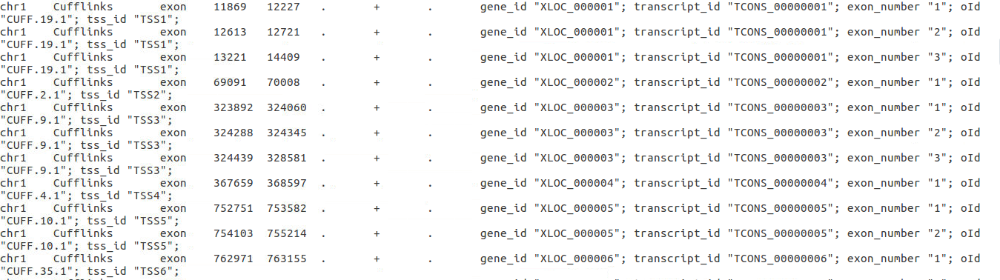 chr1 Cufflinks exon 11869 12227 . + . gene_id "XLOC_000001"; transcript_id "TCONS_00000001"; exon_number "1"; oId
"CUFF.19.1"; tss_id "TSS1";
chr1 Cufflinks exon 12613 12721 . + . gene_id "XLOC_000001"; transcript_id "TCONS_00000001"; exon_number "2"; oId
"CUFF.19.1"; tss_id "TSS1";
chr1 Cufflinks exon 13221 14409 . + . gene_id "XLOC_000001"; transcript_id "TCONS_00000001"; exon_number "3"; oId
"CUFF.19.1"; tss_id "TSS1";
chr1 Cufflinks exon 69091 70008 . + . gene_id "XLOC_000002"; transcript_id "TCONS_00000002"; exon_number "1"; oId
"CUFF.2.1"; tss_id "TSS2";
chr1 Cufflinks exon 323892 324060 . + . gene_id "XLOC_000003"; transcript_id "TCONS_00000003"; exon_number "1"; oId
"CUFF.9.1"; tss_id "TSS3";
chr1 Cufflinks exon 324288 324345 . + . gene_id "XLOC_000003"; transcript_id "TCONS_00000003"; exon_number "2"; oId
"CUFF.9.1"; tss_id "TSS3";
chr1 Cufflinks exon 324439 328581 . + . gene_id "XLOC_000003"; transcript_id "TCONS_00000003"; exon_number "3"; oId
"CUFF.9.1"; tss_id "TSS3";
chr1 Cufflinks exon 367659 368597 . + . gene_id "XLOC_000004"; transcript_id "TCONS_00000004"; exon_number "1"; oId
"CUFF.4.1"; tss_id "TSS4";
chr1 Cufflinks exon 752751 753582 . + . gene_id "XLOC_000005"; transcript_id "TCONS_00000005"; exon_number "1"; oId
"CUFF.10.1"; tss_id "TSS5";
chr1 Cufflinks exon 754103 755214 . + . gene_id "XLOC_000005"; transcript_id "TCONS_00000005"; exon_number "2"; oId
"CUFF.10.1"; tss_id "TSS5";
chr1 Cufflinks exon 762971 763155 . + . gene_id "XLOC_000006"; transcript_id "TCONS_00000006"; exon_number "1"; oId
"CUFF.35.1"; tss_id "TSS6";